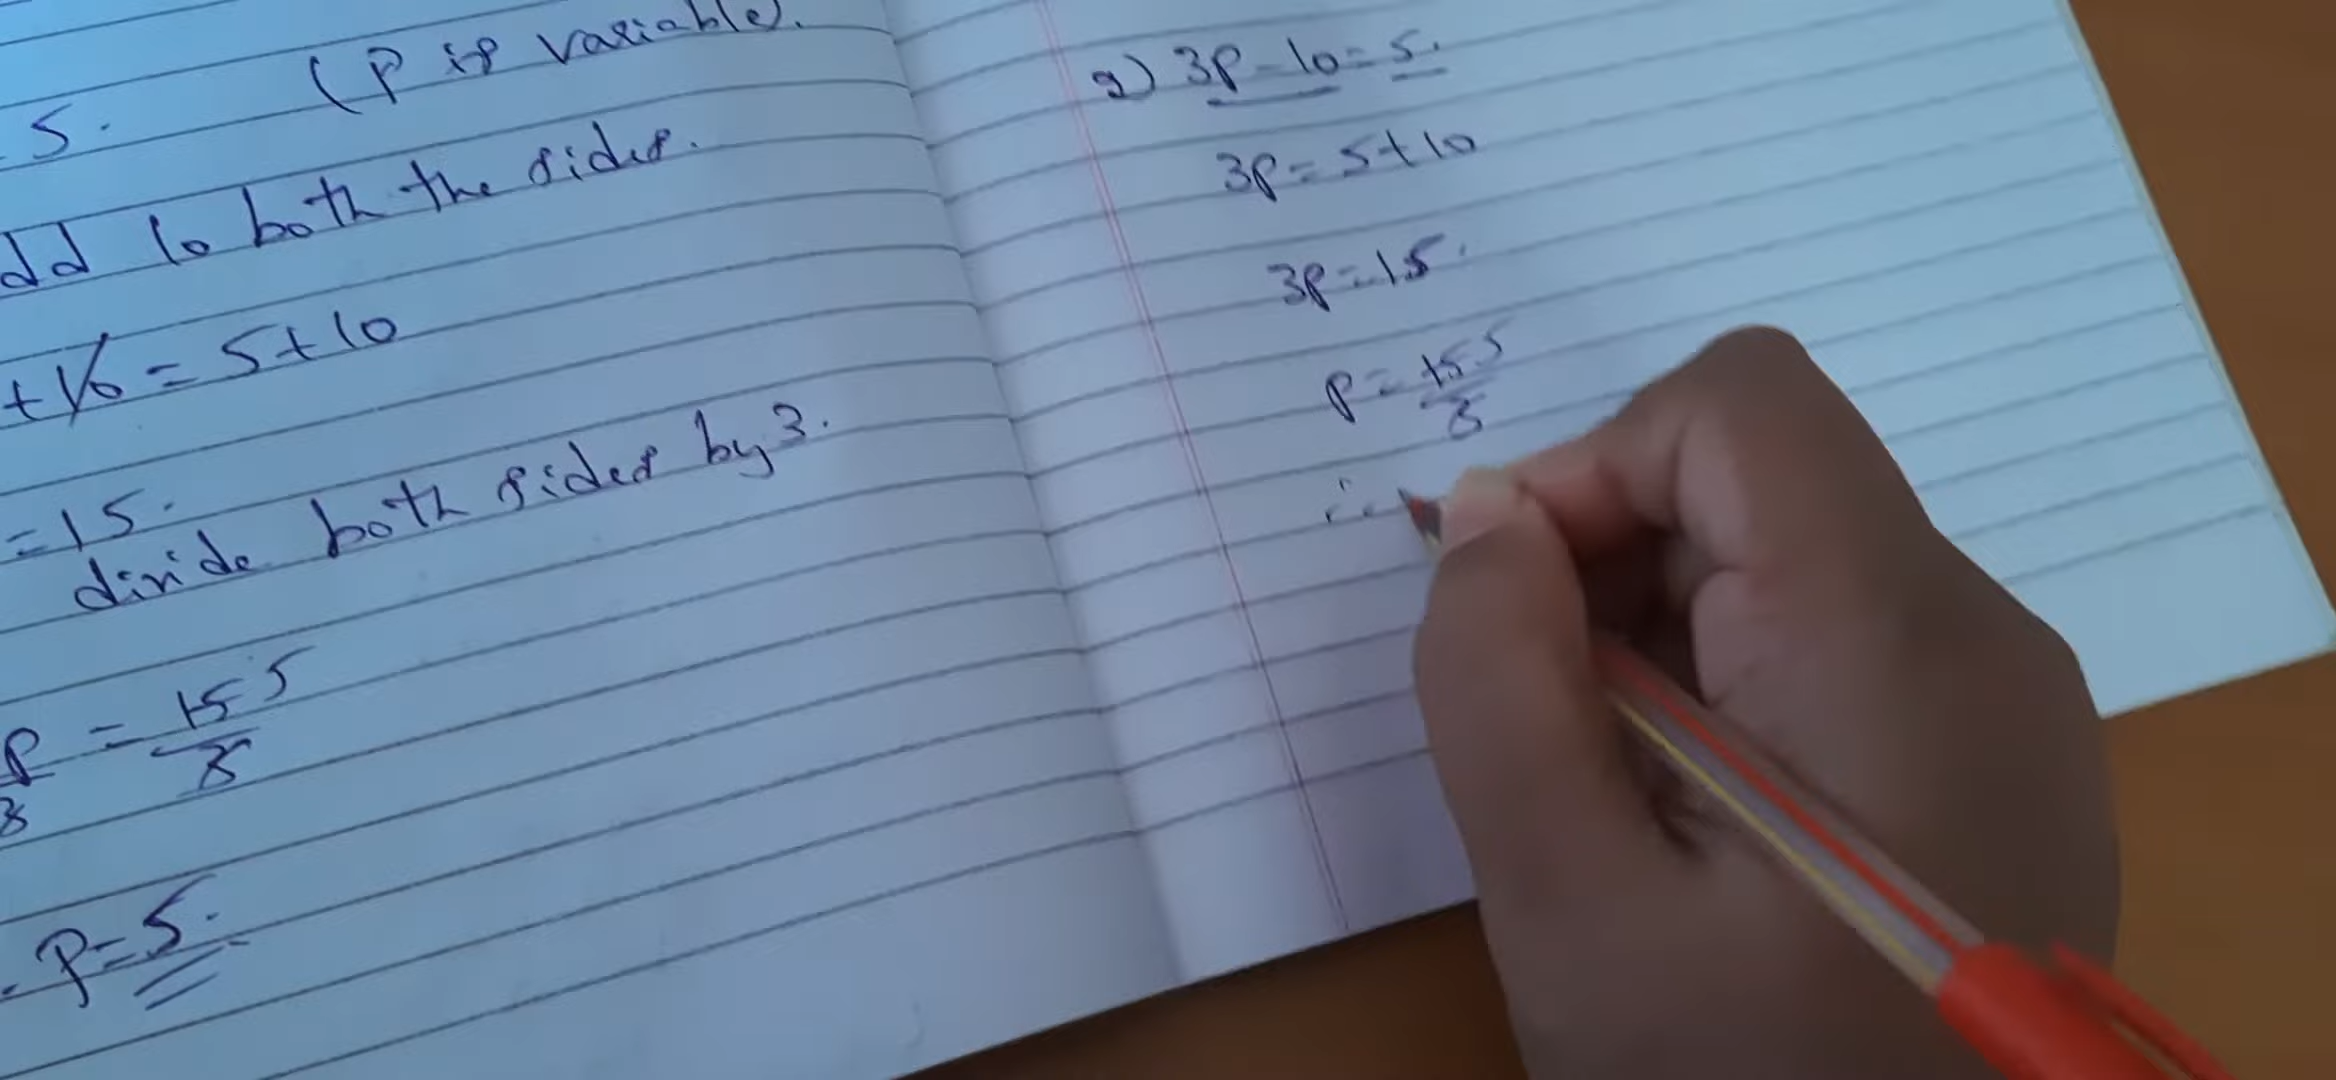 (P is variable).
5.
dd 10 both the sides.
+10 = 5+10
=15.
divide both sides by 3.
P = 15 5
3 3
P=5.
2) 3P-10=5.
3P=5+10
3P=15.
P=15 5
3
∴